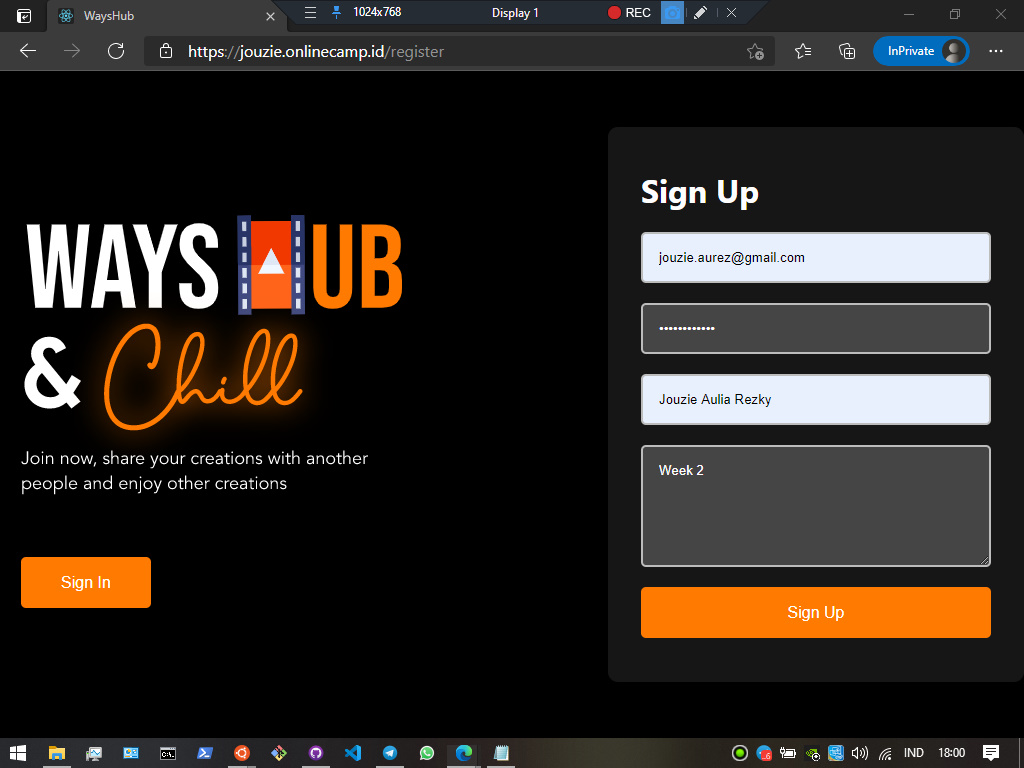 WaysHub
1024x768
Display 1
REC
https://jouzie.onlinecamp.id/register
InPrivate
WAYS HUB
& Chill
Join now, share your creations with another
people and enjoy other creations
Sign In
Sign Up
jouzie.aurez@gmail.com
••••••••••••
Jouzie Aulia Rezky
Week 2
Sign Up
IND
18:00